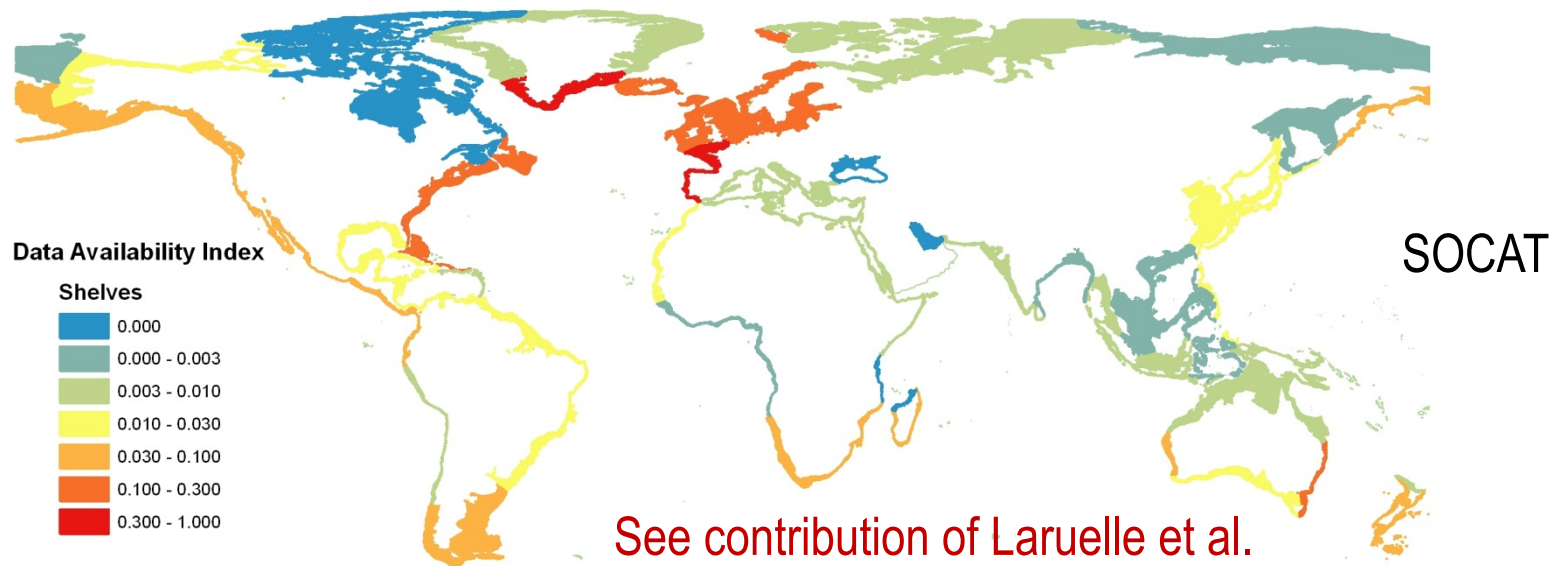 SOCAT
Data Availability Index
Shelves
0.000
0.000 - 0.003
0.003 - 0.010
0.010 - 0.030
0.030 - 0.100
0.100 - 0.300
0.300 - 1.000
See contribution of Laruelle et al.